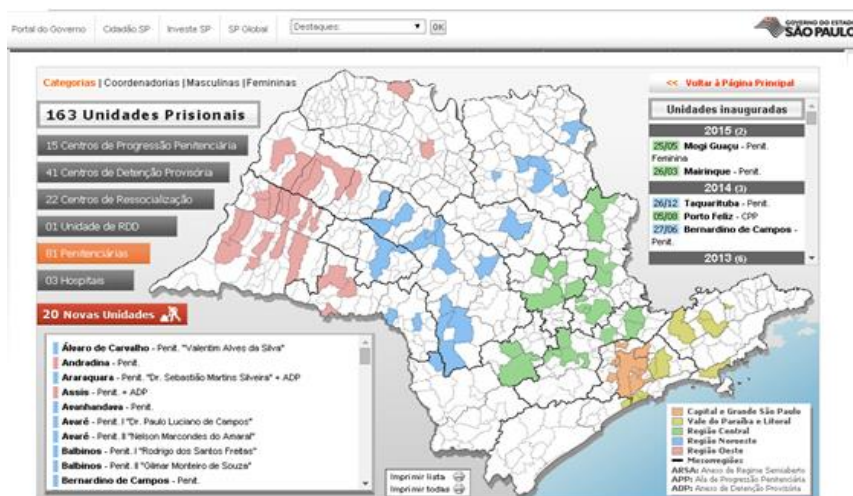 Portal do Governo
Cidadão.SP
Investe SP
SP Global
Destaques:
OK
GOVERNO DO ESTADO
SÃO PAULO
Categorias | Coordenadorias | Masculinas | Femininas
<< Voltar à Página Principal
163 Unidades Prisionais
15 Centros de Progressão Penitenciária
41 Centros de Detenção Provisória
22 Centros de Ressocialização
01 Unidade de RDD
81 Penitenciárias
03 Hospitais
20 Novas Unidades
Unidades inauguradas
2015 (2)
25/05 Mogi Guaçu - Penit.
Feminina
26/03 Mairinque - Penit.
2014 (3)
26/12 Taquarituba - Penit.
05/08 Porto Feliz - CPP
27/06 Bernardino de Campos -
Penit.
2013 (6)
Álvaro de Carvalho - Penit. "Valentim Alves da Silva"
Andradina - Penit.
Araraquara - Penit. "Dr. Sebastião Martins Silveira" + ADP
Assis - Penit. + ADP
Avanhandava - Penit.
Avaré - Penit. I "Dr. Paulo Luciano de Campos"
Avaré - Penit. II "Nelson Marcondes do Amaral"
Balbinos - Penit. I "Rodrigo dos Santos Freitas"
Balbinos - Penit. II "Gilmar Monteiro de Souza"
Bernardino de Campos - Penit.
Imprimir lista
Imprimir todas
Capital e Grande São Paulo
Vale do Paraíba e Litoral
Região Central
Região Noroeste
Região Oeste
Mesorregiões
ARSA: Anexo de Regime Semiaberto
APP: Ala de Progressão Penitenciária
ADP: Anexo de Detenção Provisória